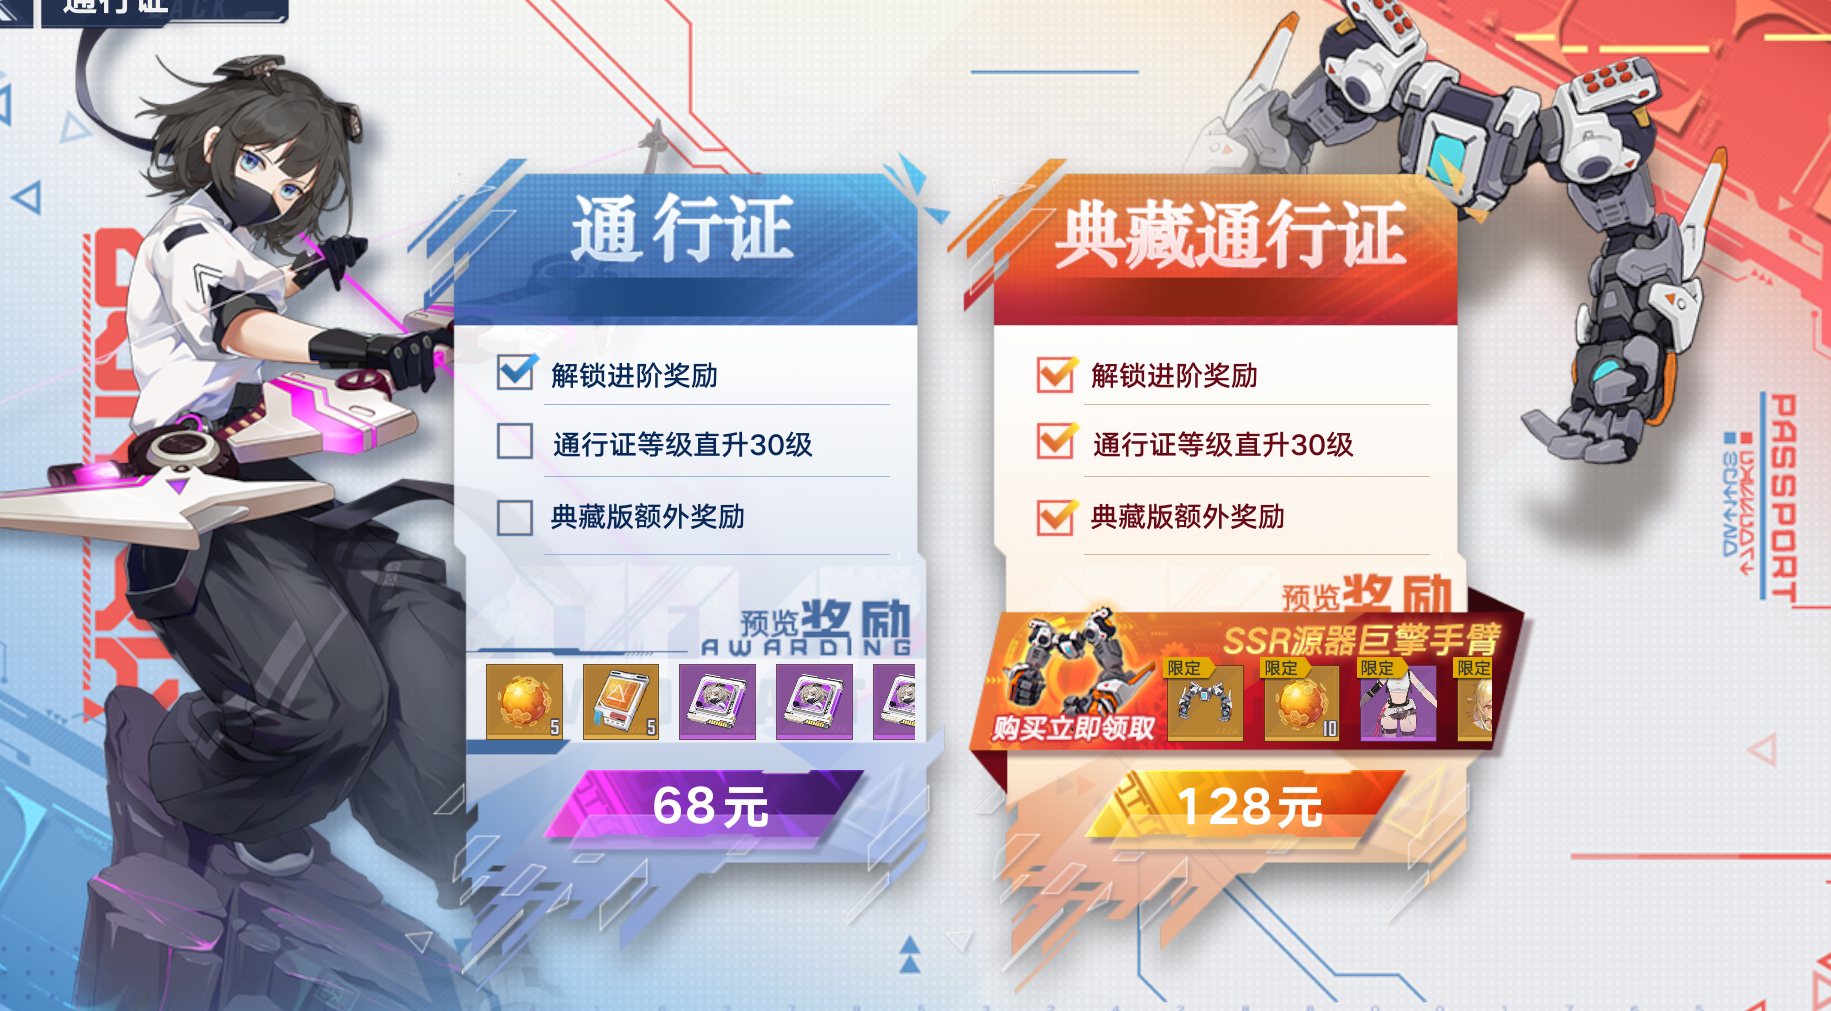 通行证
通行证
解锁进阶奖励
通行证等级直升30级
典藏版额外奖励
预览奖励
AWARDING
5
5
68元
典藏通行证
解锁进阶奖励
通行证等级直升30级
典藏版额外奖励
预览奖励
SSR源器巨擎手臂
购买立即领取
限定
限定
限定
限定
10
128元
PASSPORT